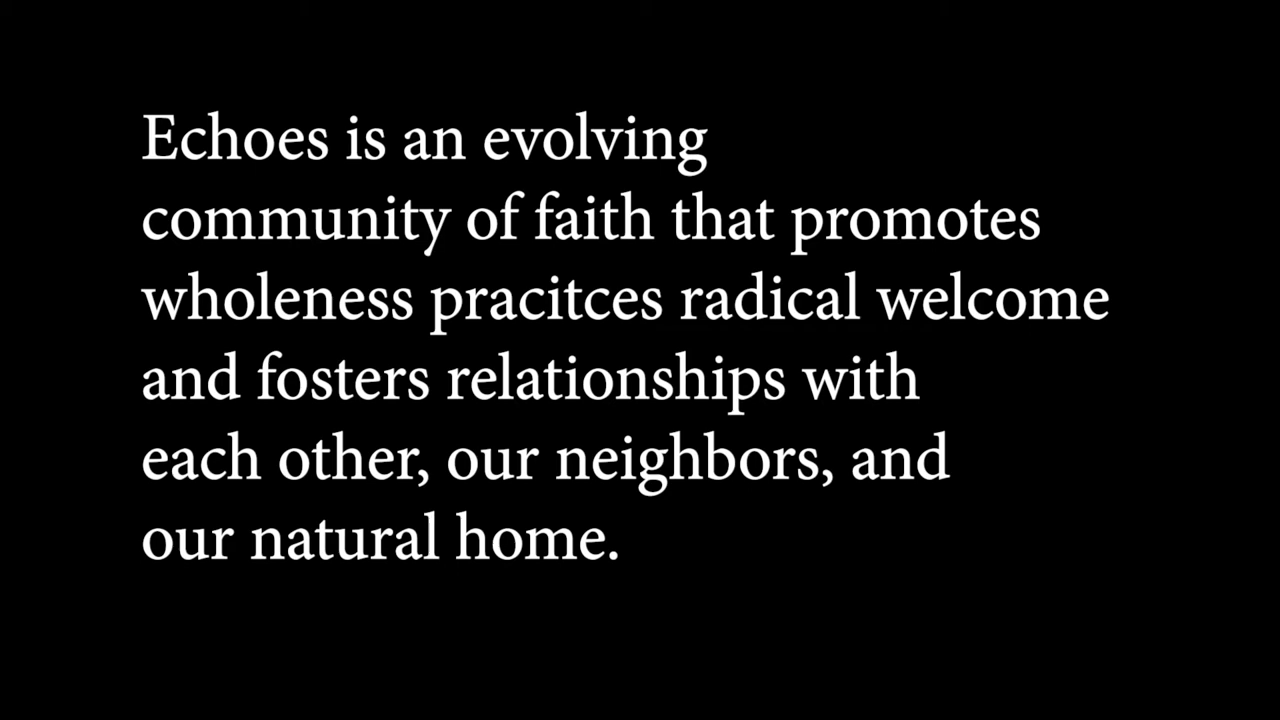 Echoes is an evolving
community of faith that promotes
wholeness pracitces radical welcome
and fosters relationships with
each other, our neighbors, and
our natural home.